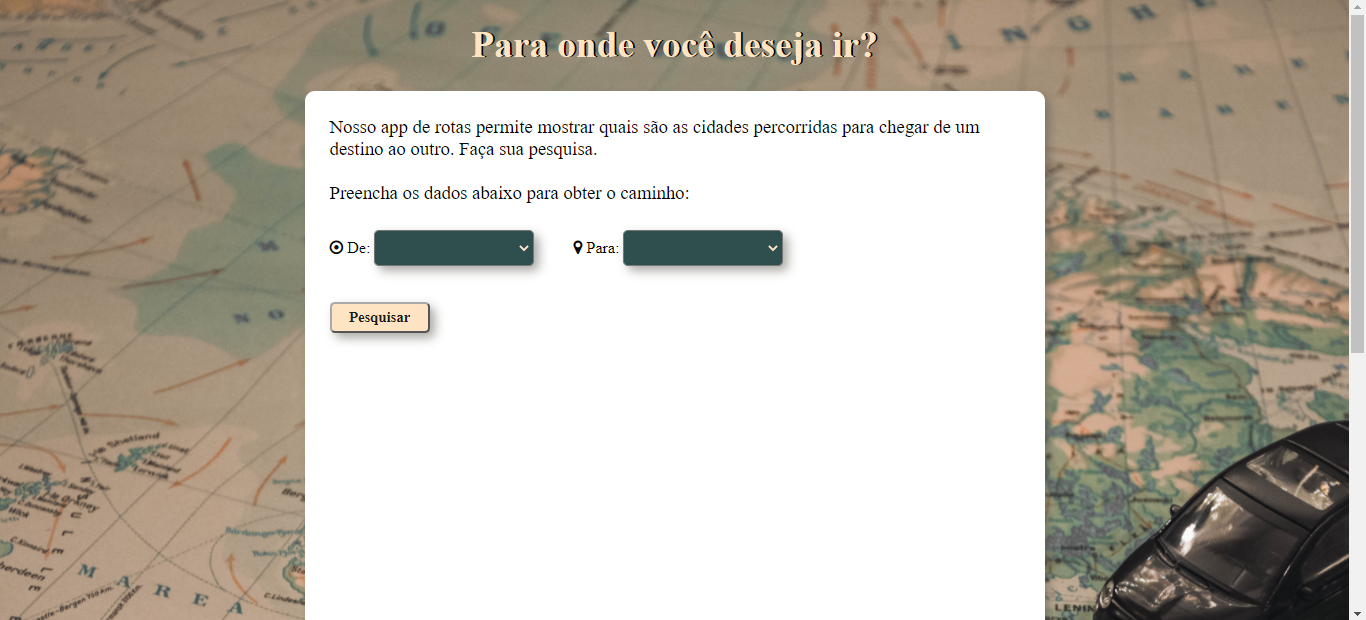 Para onde você deseja ir?
Nosso app de rotas permite mostrar quais são as cidades percorridas para chegar de um
destino ao outro. Faça sua pesquisa.
Preencha os dados abaixo para obter o caminho:
De:
Para:
Pesquisar
M A R E A
LENIN